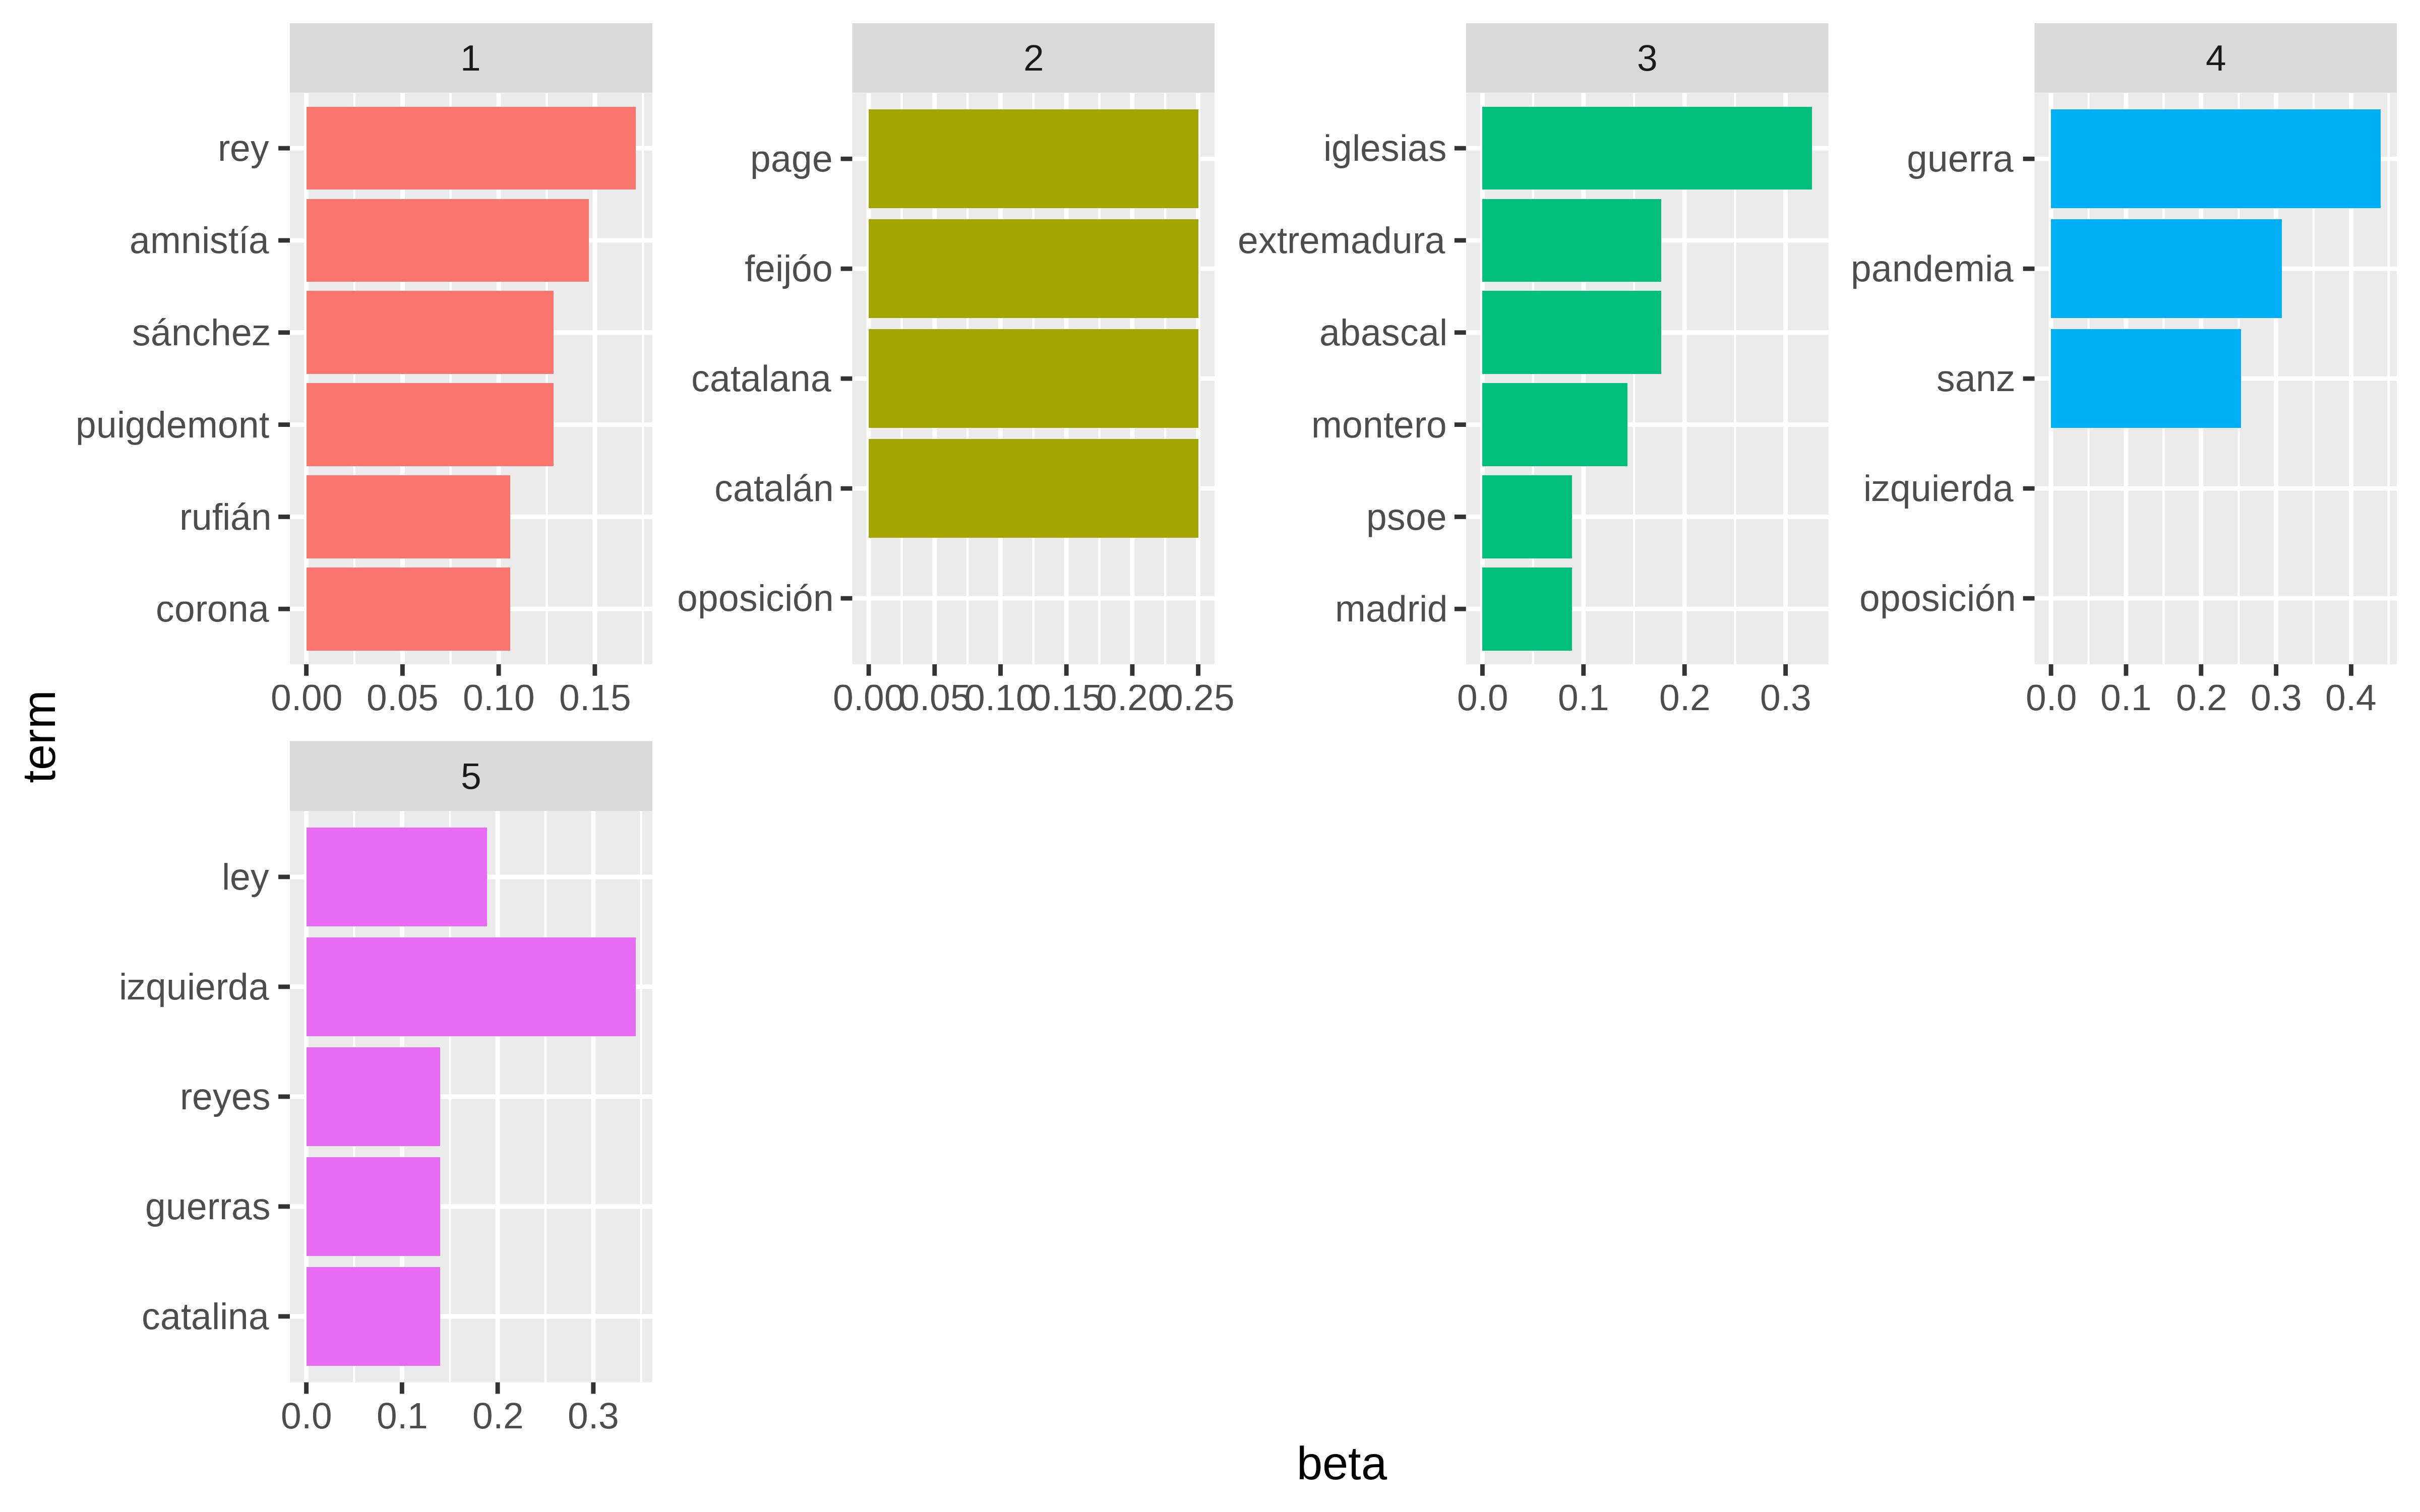 1
2
3
4
rey
amnistía
sánchez
puigdemont
rufián
corona
0.00 0.05 0.10 0.15
page
feijóo
catalana
catalán
oposición
0.00 0.05 0.10 0.15 0.20 0.25
iglesias
extremadura
abascal
montero
psoe
madrid
0.0 0.1 0.2 0.3
guerra
pandemia
sanz
izquierda
oposición
0.0 0.1 0.2 0.3 0.4
term
5
ley
izquierda
reyes
guerras
catalina
0.0 0.1 0.2 0.3
beta